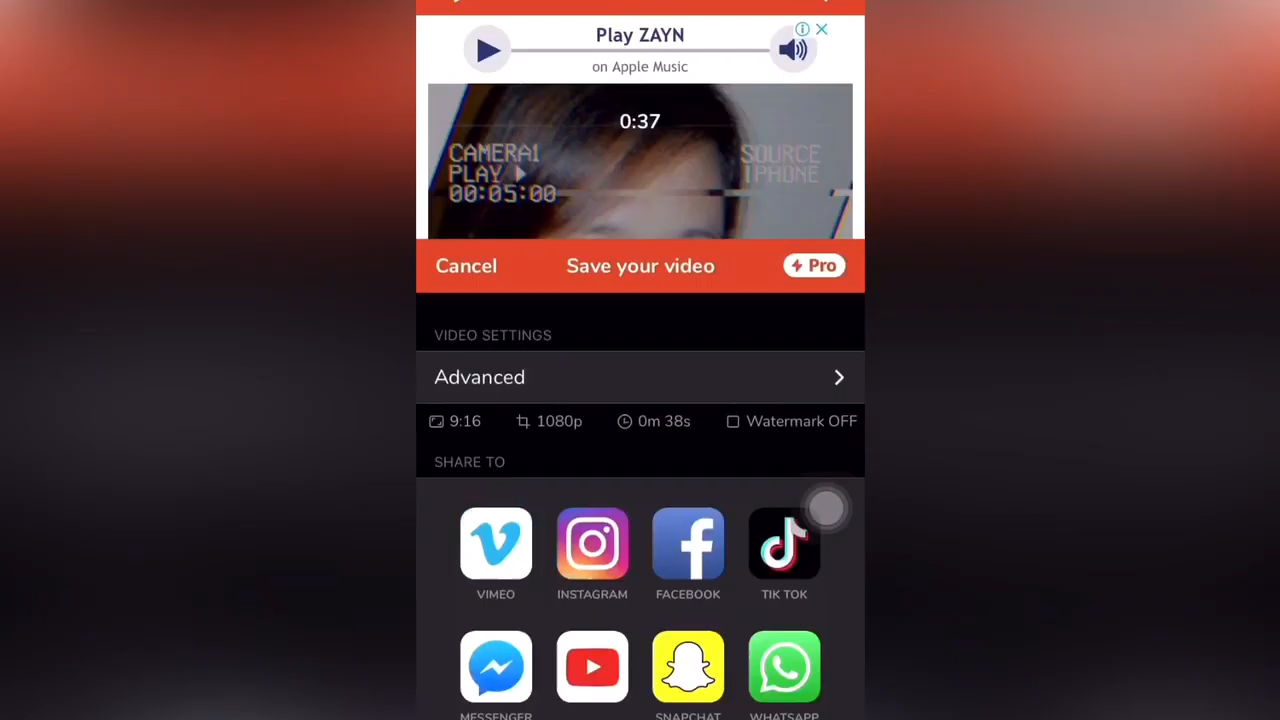 Play ZAYN
on Apple Music
0:37
CAMERA1
PLAY
00:05:00
SOURCE
IPHONE
Cancel
Save your video
Pro
VIDEO SETTINGS
Advanced
9:16
1080p
0m 38s
Watermark OFF
SHARE TO
VIMEO
INSTAGRAM
FACEBOOK
TIK TOK
MESSENGER
SNAPCHAT
WHATSAPP